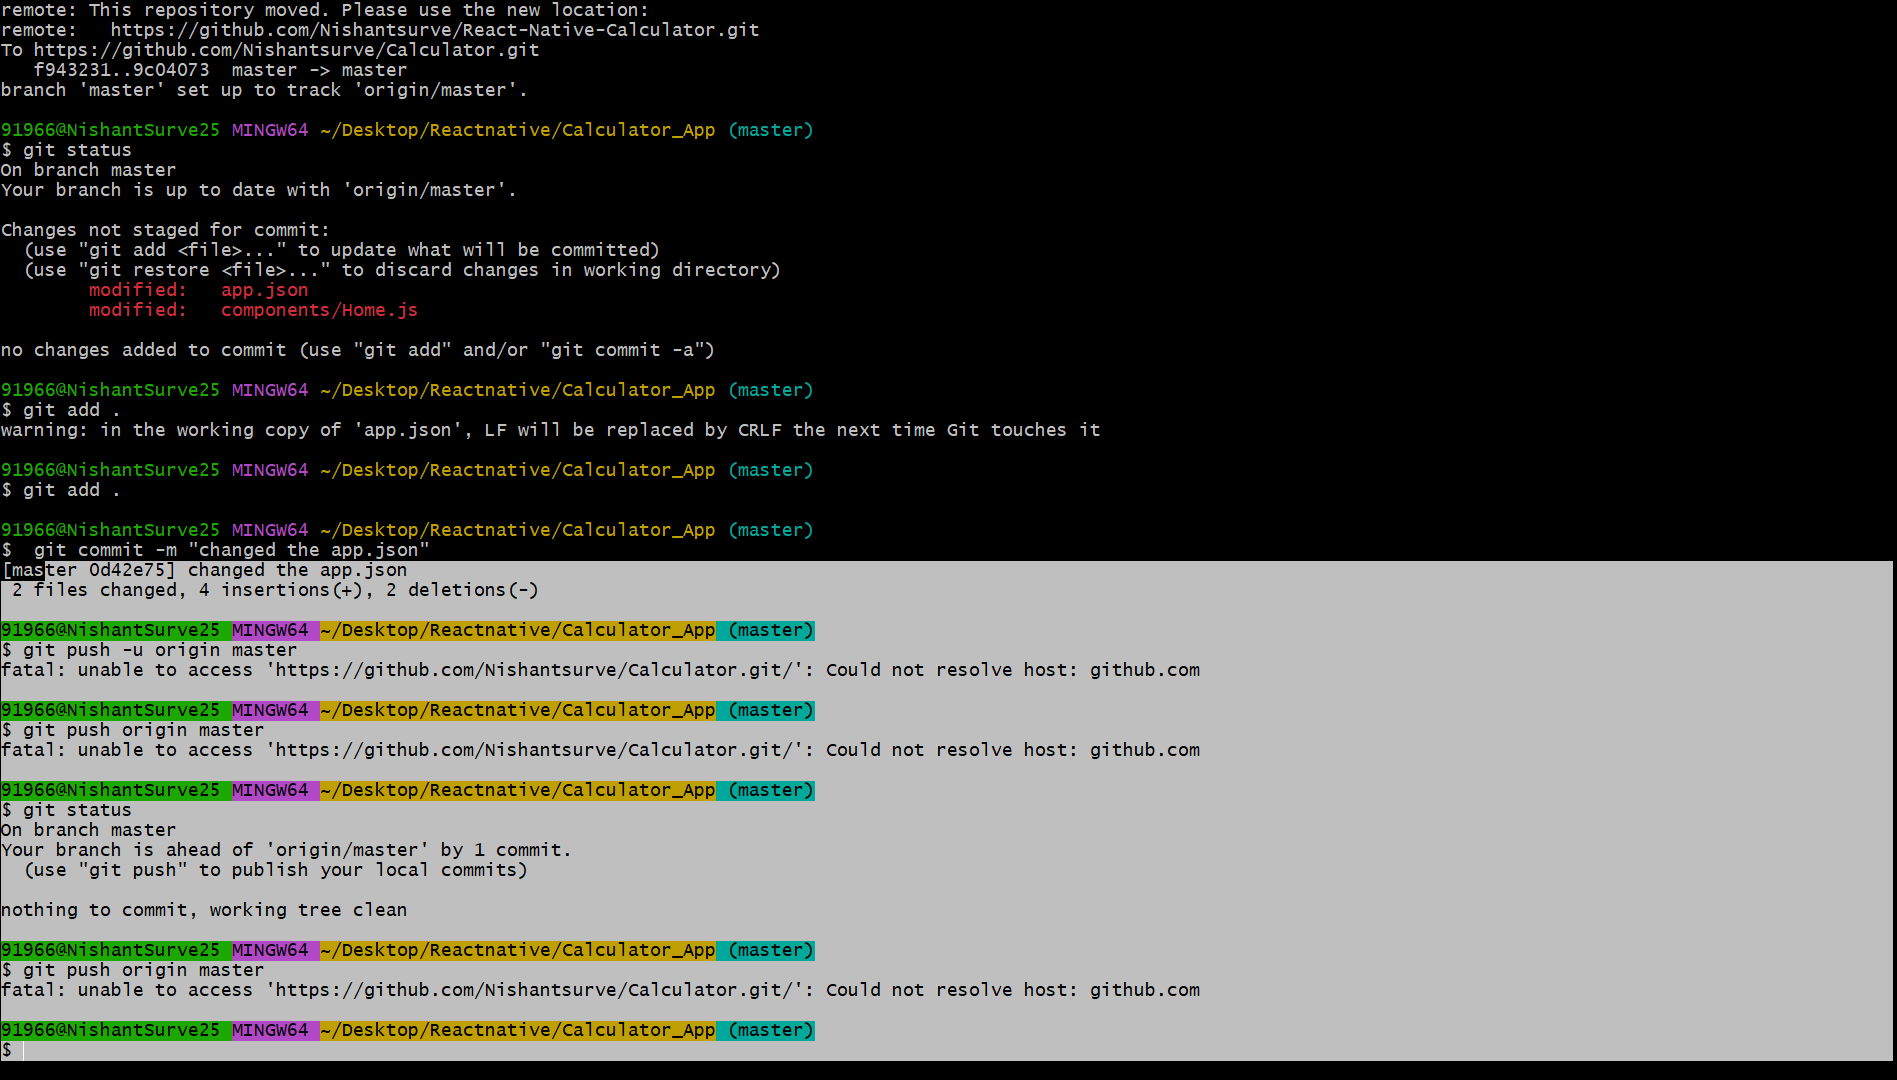 remote: This repository moved. Please use the new location:
remote:   https://github.com/Nishantsurve/React-Native-Calculator.git
To https://github.com/Nishantsurve/Calculator.git
   f943231..9c04073  master -> master
branch 'master' set up to track 'origin/master'.
91966@NishantSurve25 MINGW64 ~/Desktop/Reactnative/Calculator_App (master)
$ git status
On branch master
Your branch is up to date with 'origin/master'.
Changes not staged for commit:
  (use "git add <file>..." to update what will be committed)
  (use "git restore <file>..." to discard changes in working directory)
        modified:   app.json
        modified:   components/Home.js
no changes added to commit (use "git add" and/or "git commit -a")
91966@NishantSurve25 MINGW64 ~/Desktop/Reactnative/Calculator_App (master)
$ git add .
warning: in the working copy of 'app.json', LF will be replaced by CRLF the next time Git touches it
91966@NishantSurve25 MINGW64 ~/Desktop/Reactnative/Calculator_App (master)
$ git add .
91966@NishantSurve25 MINGW64 ~/Desktop/Reactnative/Calculator_App (master)
$  git commit -m "changed the app.json"
[master 0d42e75] changed the app.json
 2 files changed, 4 insertions(+), 2 deletions(-)
91966@NishantSurve25 MINGW64 ~/Desktop/Reactnative/Calculator_App (master)
$ git push -u origin master
fatal: unable to access 'https://github.com/Nishantsurve/Calculator.git/': Could not resolve host: github.com
91966@NishantSurve25 MINGW64 ~/Desktop/Reactnative/Calculator_App (master)
$ git push origin master
fatal: unable to access 'https://github.com/Nishantsurve/Calculator.git/': Could not resolve host: github.com
91966@NishantSurve25 MINGW64 ~/Desktop/Reactnative/Calculator_App (master)
$ git status
On branch master
Your branch is ahead of 'origin/master' by 1 commit.
  (use "git push" to publish your local commits)
nothing to commit, working tree clean
91966@NishantSurve25 MINGW64 ~/Desktop/Reactnative/Calculator_App (master)
$ git push origin master
fatal: unable to access 'https://github.com/Nishantsurve/Calculator.git/': Could not resolve host: github.com
91966@NishantSurve25 MINGW64 ~/Desktop/Reactnative/Calculator_App (master)
$